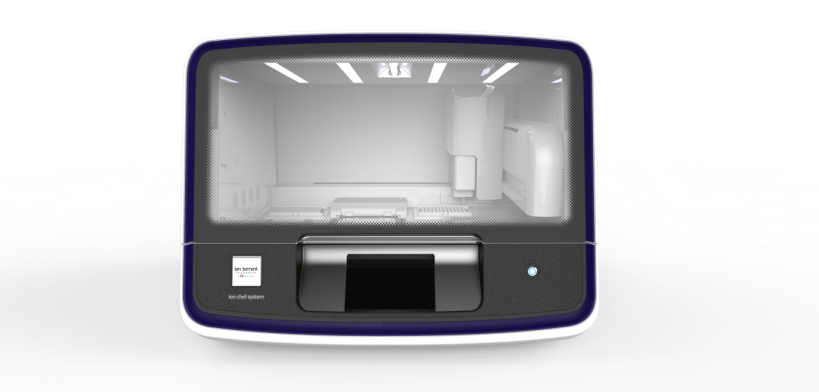 ion torrent
ion chef system